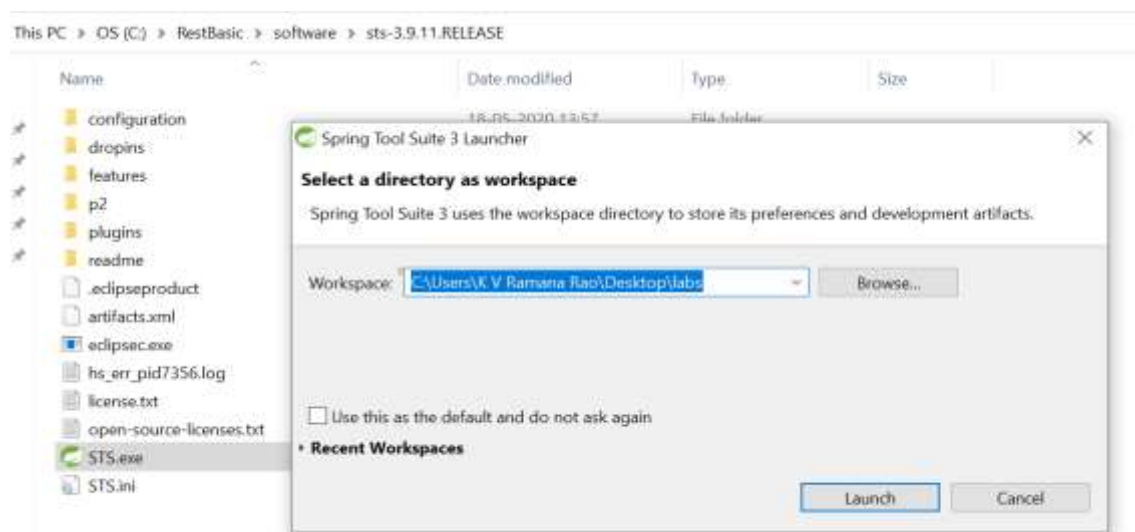 This PC > OS (C:) > RestBasic > software > sts-3.9.11.RELEASE
Name Date modified Type Size
configuration 18-05-2020 13:57 File folder
dropins
features
p2
plugins
readme
.eclipseproduct
artifacts.xml
eclipsec.exe
hs_err_pid7356.log
license.txt
open-source-licenses.txt
STS.exe
STS.ini
Spring Tool Suite 3 Launcher
Select a directory as workspace
Spring Tool Suite 3 uses the workspace directory to store its preferences and development artifacts.
Workspace: C:\Users\K V Ramana Rao\Desktop\labs Browse...
Use this as the default and do not ask again
Recent Workspaces
Launch Cancel